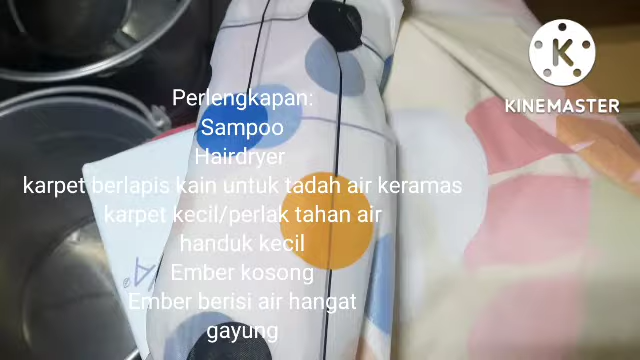 Perlengkapan:
Sampoo
Hairdryer
karpet berlapis kain untuk tadah air keramas
karpet kecil/perlak tahan air
handuk kecil
Ember kosong
Ember berisi air hangat
gayung
K
KINEMASTER